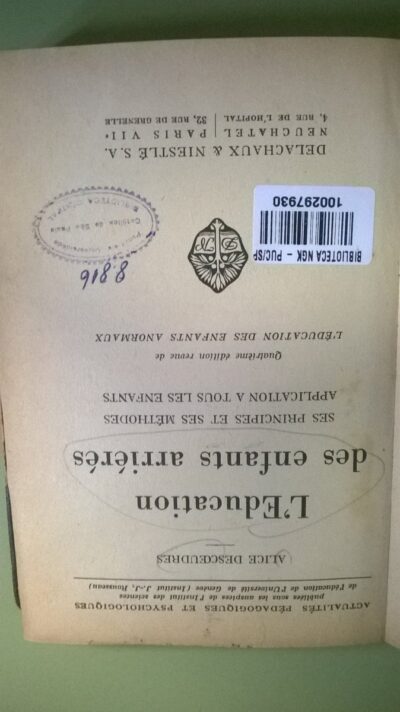 ACTUALITÉS PÉDAGOGIQUES ET PSYCHOLOGIQUES
publiées sous les auspices de l'Institut des sciences
de l'éducation de l'Université de Genève (Institut J.-J. Rousseau)
ALICE DESCŒUDRES
L'Education
des enfants arriérés
SES PRINCIPES ET SES MÉTHODES
APPLICATION A TOUS LES ENFANTS
Quatrième édition revue de
L'ÉDUCATION DES ENFANTS ANORMAUX
8.816
BIBLIOTECA NGK - PUC/SP
100297930
DELACHAUX & NIESTLÉ S.A.
NEUCHATEL PARIS VIIe
4, RUE DE L'HOPITAL 32, RUE DE GRENELLE